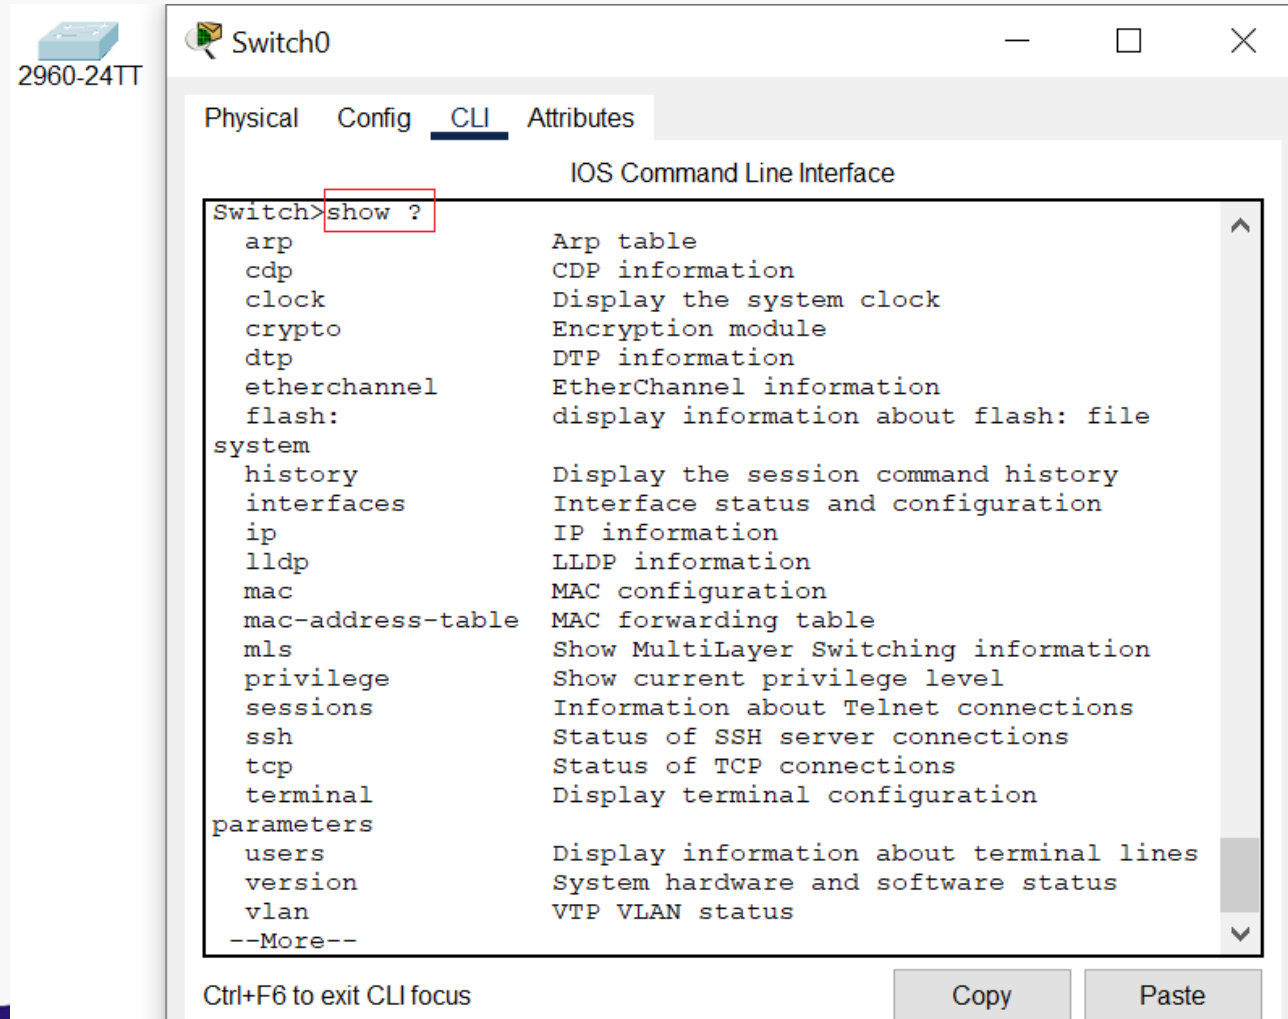 2960-24TT
Switch0
Physical Config CLI Attributes
IOS Command Line Interface
Switch>show ?
arp Arp table
cdp CDP information
clock Display the system clock
crypto Encryption module
dtp DTP information
etherchannel EtherChannel information
flash: display information about flash: file
system
history Display the session command history
interfaces Interface status and configuration
ip IP information
lldp LLDP information
mac MAC configuration
mac-address-table MAC forwarding table
mls Show MultiLayer Switching information
privilege Show current privilege level
sessions Information about Telnet connections
ssh Status of SSH server connections
tcp Status of TCP connections
terminal Display terminal configuration
parameters
users Display information about terminal lines
version System hardware and software status
vlan VTP VLAN status
--More--
Ctrl+F6 to exit CLI focus Copy Paste